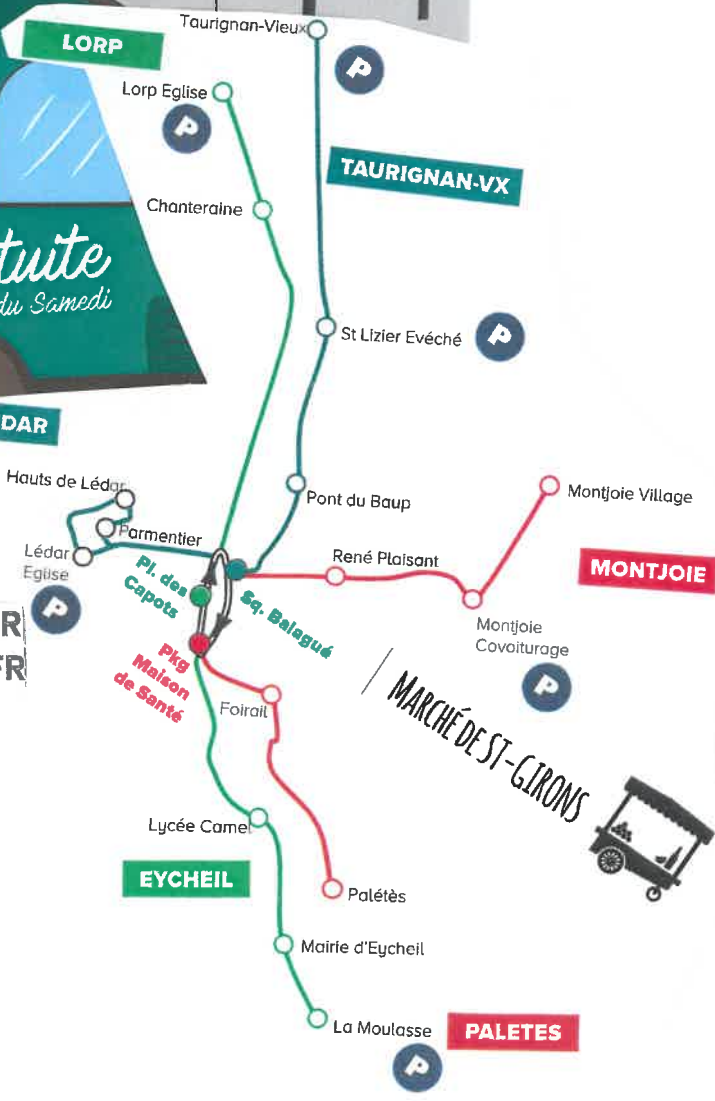 Taurignan-Vieux
LORP
P
Lorp Eglise
P
TAURIGNAN-VX
Chanteraine
tuite
du Samedi
St Lizier Evéché
P
DAR
Hauts de Lédar
Montjoie Village
Pont du Baup
Parmentier
René Plaisant
Lédar
Eglise
P
MONTJOIE
Pl. des
Capots
Sq. Balagué
Montjoie
Covoiturage
P
R
FR
Pkg
Maison
de Santé
Foirail
MARCHÉ DE ST-GIRONS
Lycée Camel
EYCHEIL
Palétès
Mairie d'Eycheil
La Moulasse
PALETES
P